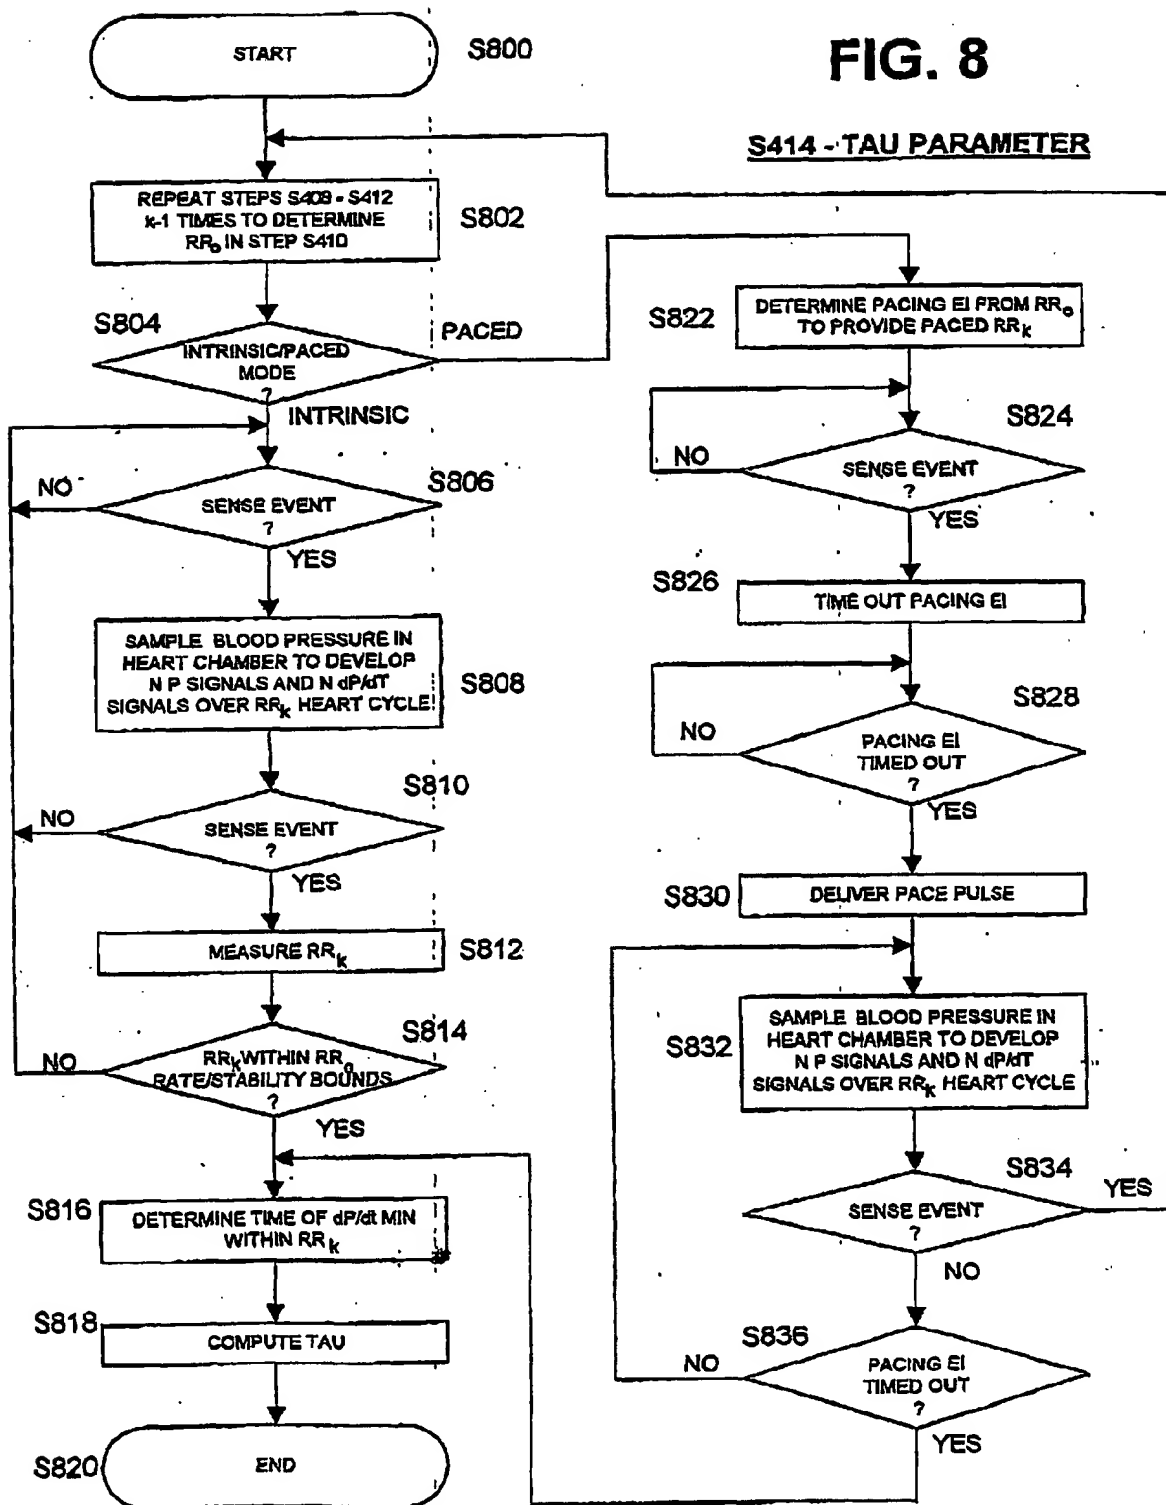 FIG. 8
S414 - TAU PARAMETER
START
S800
REPEAT STEPS S408 - S412
k-1 TIMES TO DETERMINE
RRo IN STEP S410
S802
S804
INTRINSIC/PACED
MODE
?
PACED
INTRINSIC
S806
SENSE EVENT
?
NO
YES
SAMPLE BLOOD PRESSURE IN
HEART CHAMBER TO DEVELOP
N P SIGNALS AND N dP/dT
SIGNALS OVER RRk HEART CYCLE
S808
S810
SENSE EVENT
?
NO
YES
MEASURE RRk
S812
S814
RRk WITHIN RRo
RATE/STABILITY BOUNDS
?
NO
YES
S816
DETERMINE TIME OF dP/dt MIN
WITHIN RRk
S818
COMPUTE TAU
S820
END
S822
DETERMINE PACING EI FROM RRo
TO PROVIDE PACED RRk
S824
SENSE EVENT
?
NO
YES
S826
TIME OUT PACING EI
S828
PACING EI
TIMED OUT
?
NO
YES
S830
DELIVER PACE PULSE
S832
SAMPLE BLOOD PRESSURE IN
HEART CHAMBER TO DEVELOP
N P SIGNALS AND N dP/dT
SIGNALS OVER RRk HEART CYCLE
S834
SENSE EVENT
?
YES
NO
S836
PACING EI
TIMED OUT
?
NO
YES